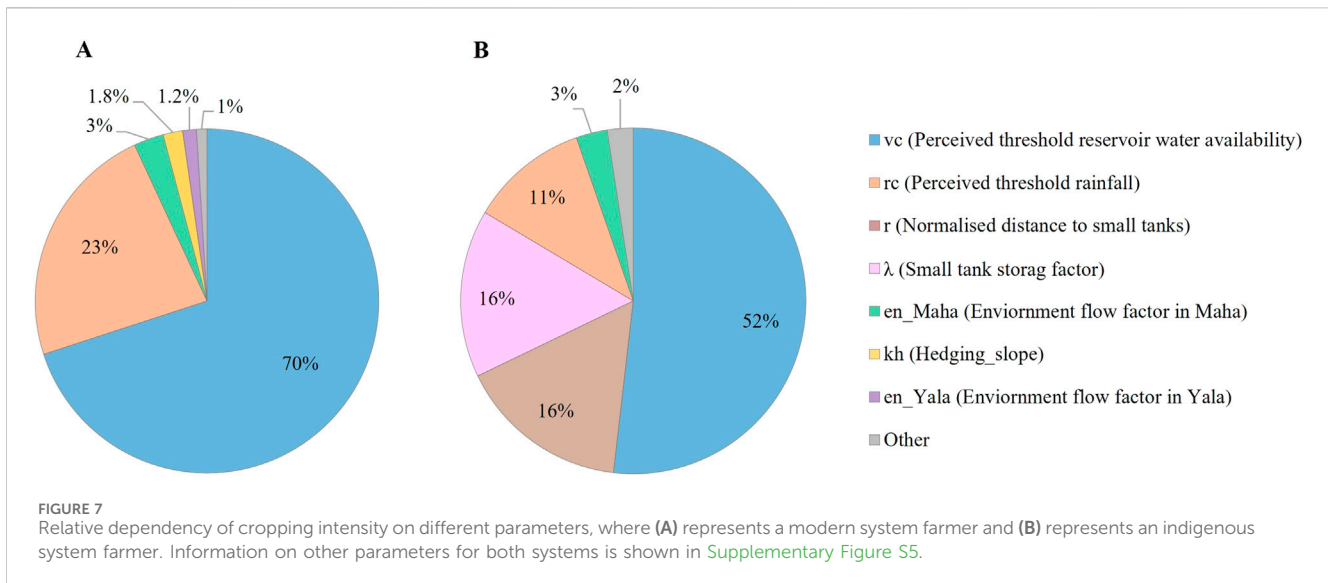 A
B
1.8%
1.2%
1%
3%
23%
70%
3%
2%
11%
16%
16%
52%
vc (Perceived threshold reservoir water availability)
rc (Perceived threshold rainfall)
r (Normalised distance to small tanks)
λ (Small tank storag factor)
en_Maha (Enviornment flow factor in Maha)
kh (Hedging_slope)
en_Yala (Enviornment flow factor in Yala)
Other
FIGURE 7
Relative dependency of cropping intensity on different parameters, where (A) represents a modern system farmer and (B) represents an indigenous
system farmer. Information on other parameters for both systems is shown in Supplementary Figure S5.